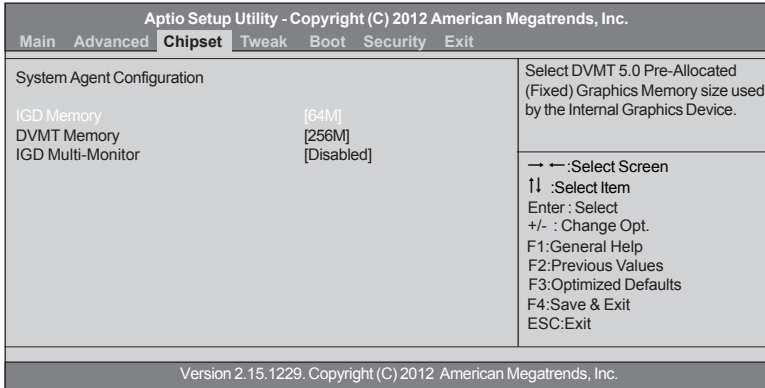 Aptio Setup Utility - Copyright (C) 2012 American Megatrends, Inc.
Main Advanced Chipset Tweak Boot Security Exit
System Agent Configuration
IGD Memory [64M]
DVMT Memory [256M]
IGD Multi-Monitor [Disabled]
Select DVMT 5.0 Pre-Allocated
(Fixed) Graphics Memory size used
by the Internal Graphics Device.
→ ←:Select Screen
↑↓ :Select Item
Enter : Select
+/- : Change Opt.
F1:General Help
F2:Previous Values
F3:Optimized Defaults
F4:Save & Exit
ESC:Exit
Version 2.15.1229. Copyright (C) 2012 American Megatrends, Inc.